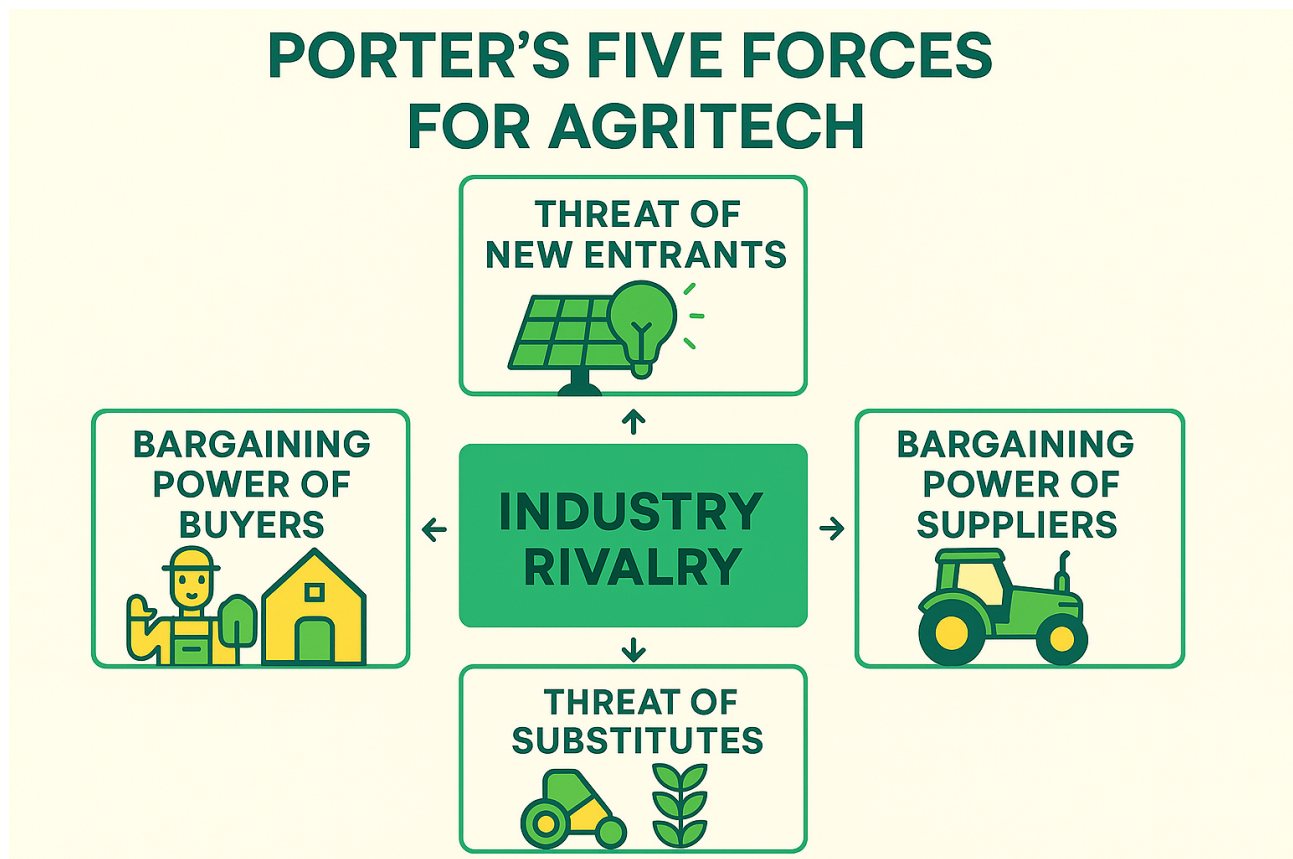 PORTER’S FIVE FORCES
FOR AGRITECH
THREAT OF
NEW ENTRANTS
BARGAINING
POWER OF
BUYERS
INDUSTRY
RIVALRY
BARGAINING
POWER OF
SUPPLIERS
THREAT OF
SUBSTITUTES